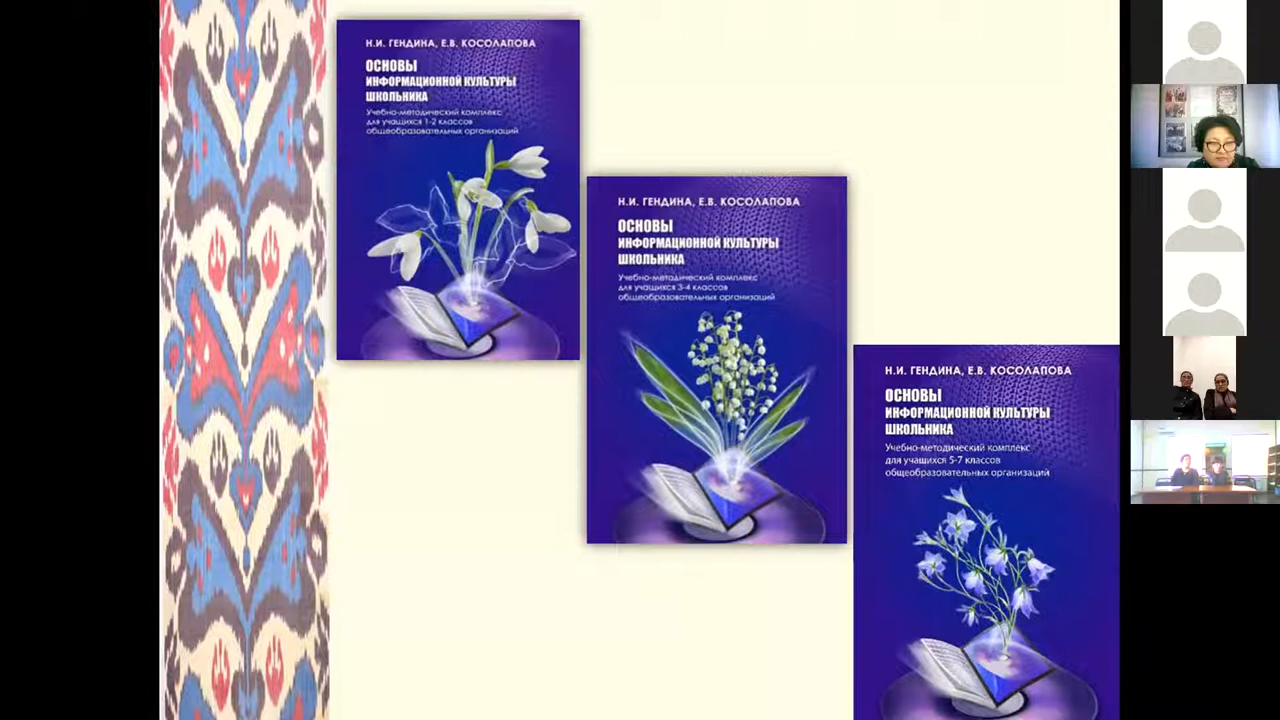 Н.И. ГЕНДИНА, Е.В. КОСОЛАПОВА
ОСНОВЫ
ИНФОРМАЦИОННОЙ КУЛЬТУРЫ
ШКОЛЬНИКА
Учебно-методический комплекс
для учащихся 1-2 классов
общеобразовательных организаций
Н.И. ГЕНДИНА, Е.В. КОСОЛАПОВА
ОСНОВЫ
ИНФОРМАЦИОННОЙ КУЛЬТУРЫ
ШКОЛЬНИКА
Учебно-методический комплекс
для учащихся 3-4 классов
общеобразовательных организаций
Н.И. ГЕНДИНА, Е.В. КОСОЛАПОВА
ОСНОВЫ
ИНФОРМАЦИОННОЙ КУЛЬТУРЫ
ШКОЛЬНИКА
Учебно-методический комплекс
для учащихся 5-7 классов
общеобразовательных организаций